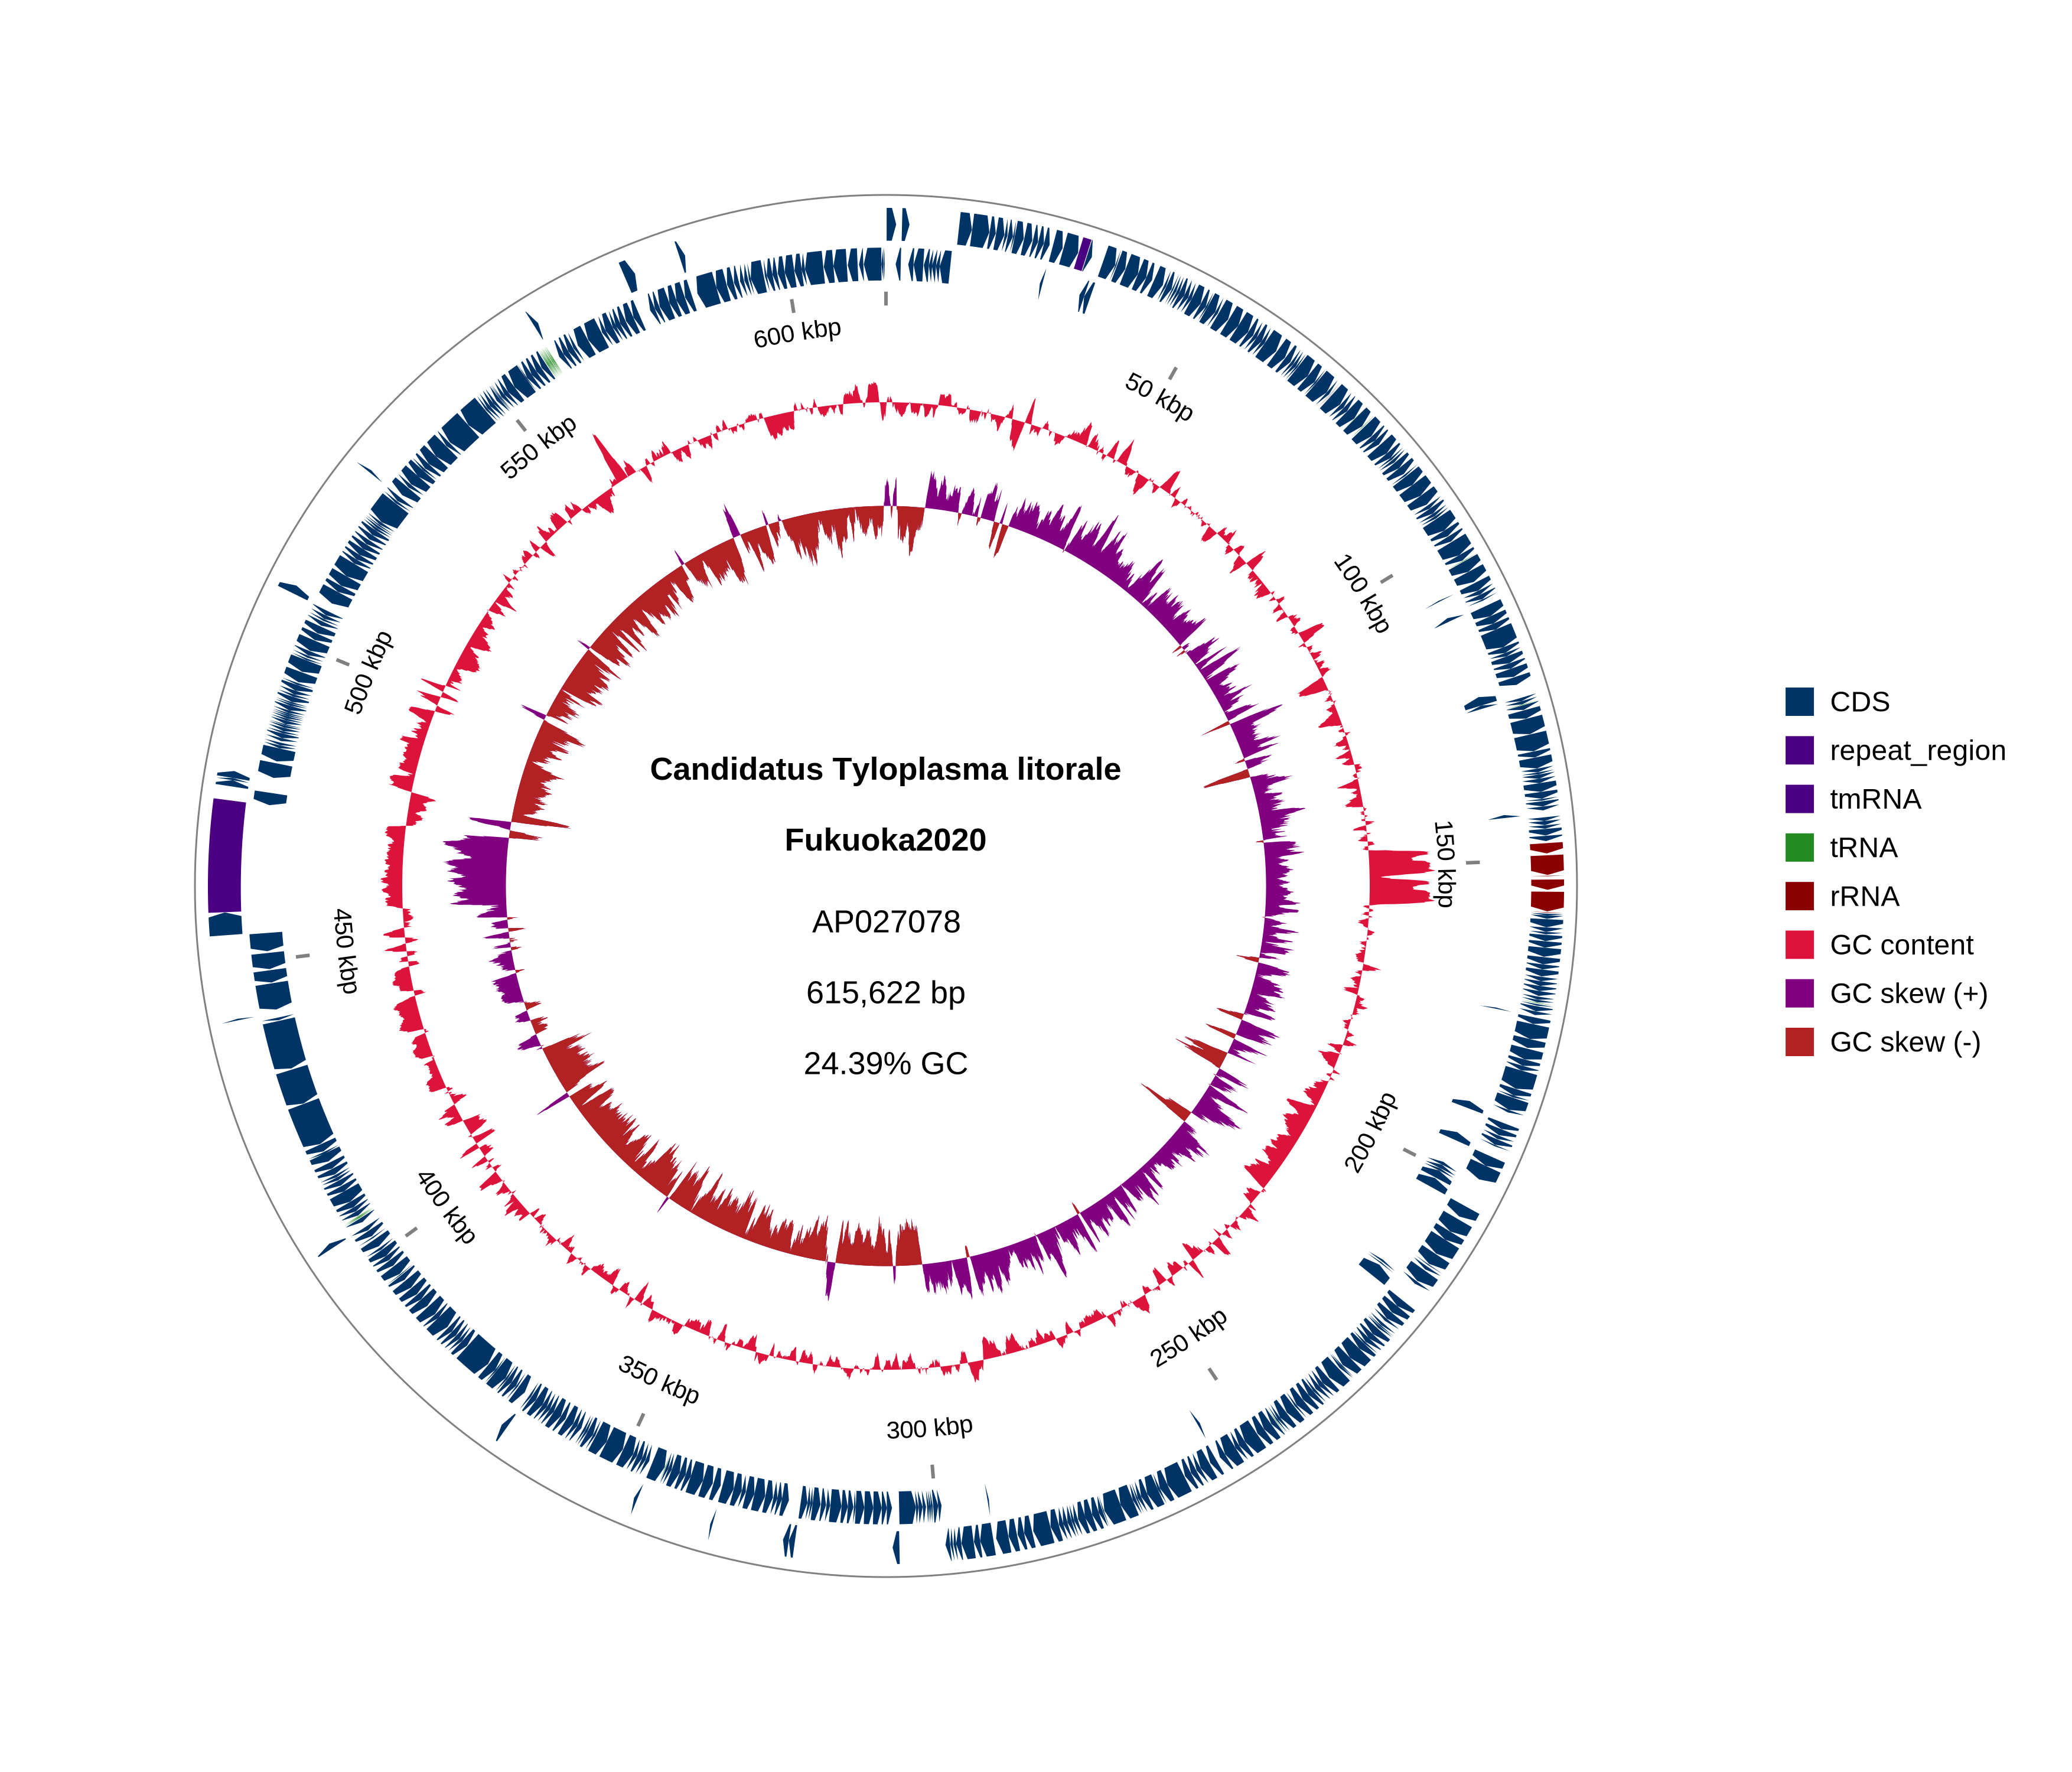 600 kbp
50 kbp
550 kbp
100 kbp
500 kbp
150 kbp
450 kbp
200 kbp
400 kbp
250 kbp
350 kbp
300 kbp
Candidatus Tyloplasma litorale
Fukuoka2020
AP027078
615,622 bp
24.39% GC
CDS
repeat_region
tmRNA
tRNA
rRNA
GC content
GC skew (+)
GC skew (-)